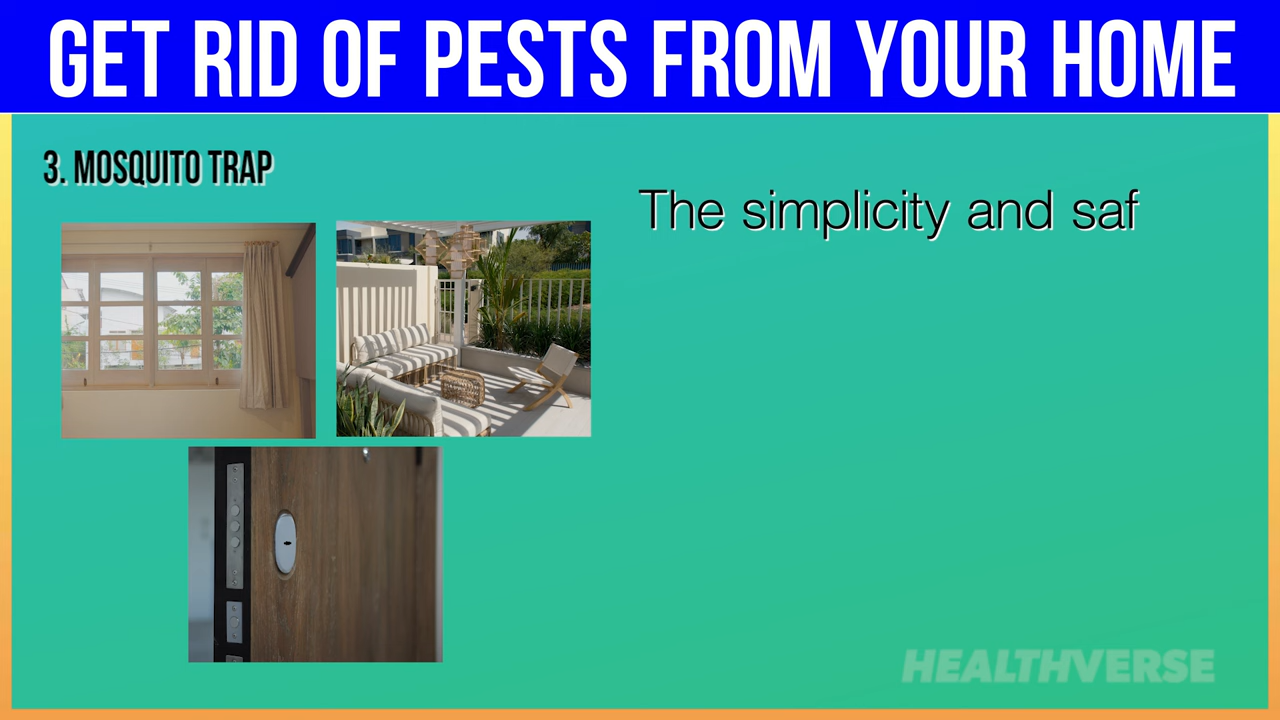 GET RID OF PESTS FROM YOUR HOME
3. MOSQUITO TRAP
The simplicity and saf
HEALTHVERSE